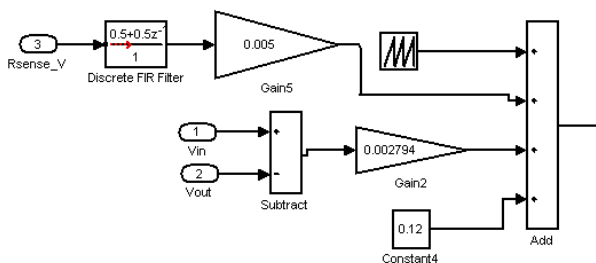 0.5+0.5z⁻¹
1
Discrete FIR Filter
3
Rsense_V
0.005
Gain5
1
Vin
2
Vout
+
−
Subtract
0.002794
Gain2
0.12
Constant4
+
+
+
+
Add